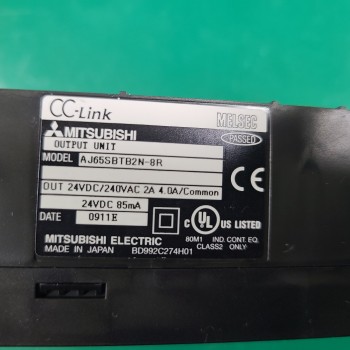 CC-Link
MELSEC
MITSUBISHI
PASSED
OUTPUT UNIT
MODEL AJ65SBTB2N-8R
OUT 24VDC/240VAC 2A 4.0A/Common
24VDC 85mA
DATE 0911E
c UL US LISTED
MITSUBISHI ELECTRIC
80M1 IND. CONT. EQ.
MADE IN JAPAN BD992C274H01
CLASS2 ONLY